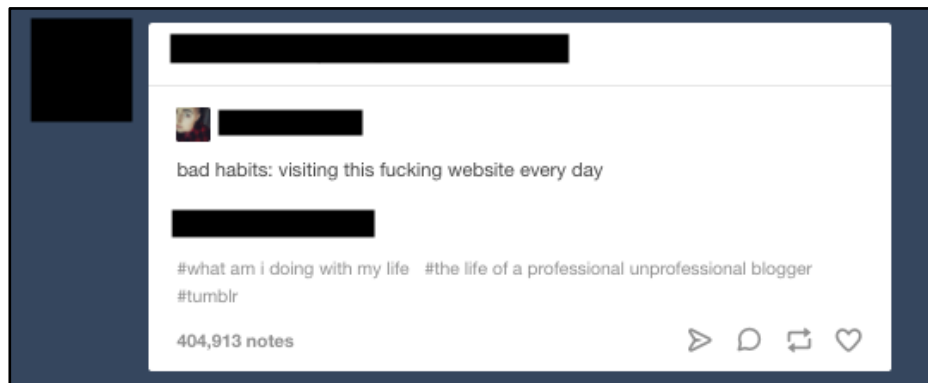 bad habits: visiting this fucking website every day
#what am i doing with my life #the life of a professional unprofessional blogger
#tumblr
404,913 notes